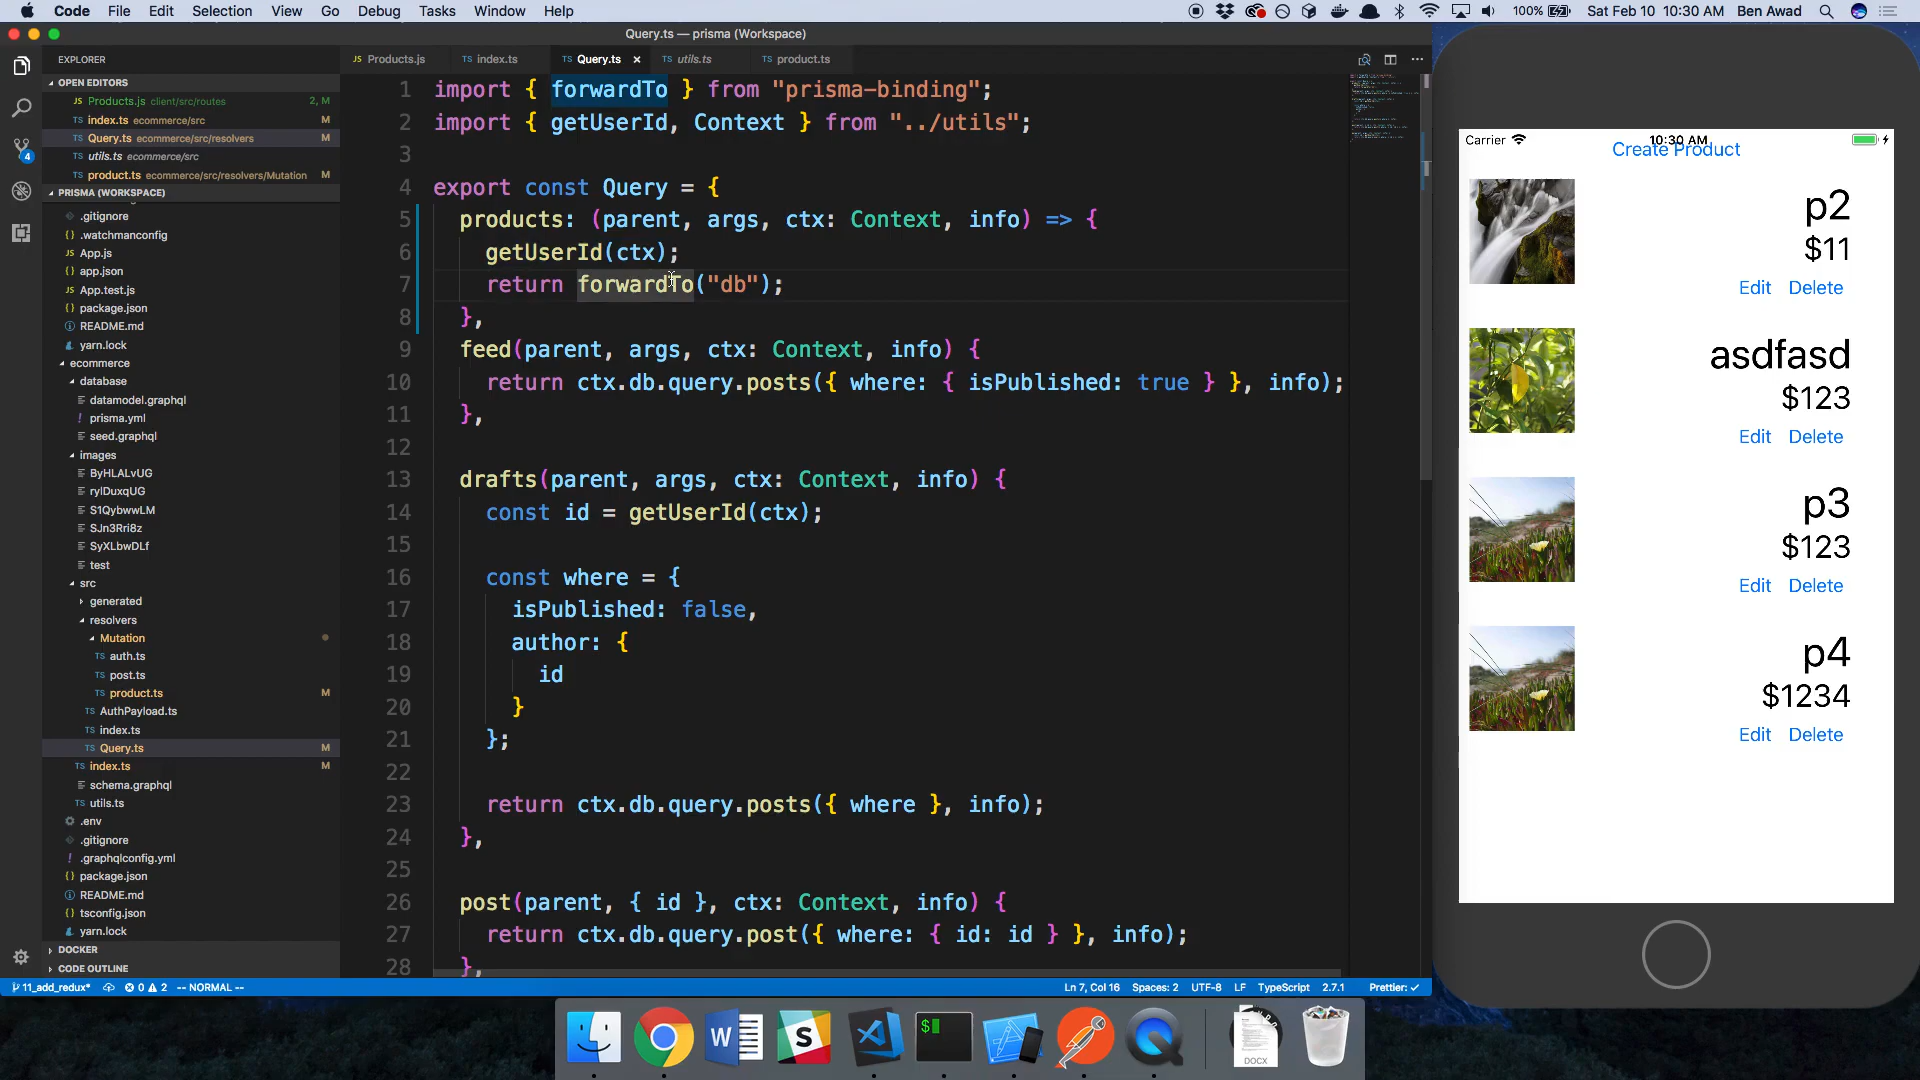 Code File Edit Selection View Go Debug Tasks Window Help
100% Sat Feb 10 10:30 AM Ben Awad
Query.ts — prisma (Workspace)
EXPLORER
OPEN EDITORS
JS Products.js client/src/routes 2, M
TS index.ts ecommerce/src M
TS Query.ts ecommerce/src/resolvers M
TS utils.ts ecommerce/src
TS product.ts ecommerce/src/resolvers/Mutation M
PRISMA (WORKSPACE)
.gitignore
{} .watchmanconfig
JS App.js
{} app.json
JS App.test.js
{} package.json
README.md
yarn.lock
ecommerce
database
datamodel.graphql
! prisma.yml
seed.graphql
images
ByHLALvUG
rylDuxqUG
S1QybwwLM
SJn3Rri8z
SyXLbwDLf
test
src
generated
resolvers
Mutation
TS auth.ts
TS post.ts
TS product.ts M
TS AuthPayload.ts
TS index.ts
TS Query.ts M
TS index.ts M
schema.graphql
TS utils.ts
.env
.gitignore
! .graphqlconfig.yml
{} package.json
README.md
{} tsconfig.json
yarn.lock
DOCKER
CODE OUTLINE
4
JS Products.js TS index.ts TS Query.ts × TS utils.ts TS product.ts
1 import { forwardTo } from "prisma-binding";
2 import { getUserId, Context } from "../utils";
3
4 export const Query = {
5 products: (parent, args, ctx: Context, info) => {
6 getUserId(ctx);
7 return forwardTo("db");
8 },
9 feed(parent, args, ctx: Context, info) {
10 return ctx.db.query.posts({ where: { isPublished: true } }, info);
11 },
12
13 drafts(parent, args, ctx: Context, info) {
14 const id = getUserId(ctx);
15
16 const where = {
17 isPublished: false,
18 author: {
19 id
20 }
21 };
22
23 return ctx.db.query.posts({ where }, info);
24 },
25
26 post(parent, { id }, ctx: Context, info) {
27 return ctx.db.query.post({ where: { id: id } }, info);
28 },
11_add_redux* 0 2 -- NORMAL -- Ln 7, Col 16 Spaces: 2 UTF-8 LF TypeScript 2.7.1 Prettier: ✓
Carrier 10:30 AM
Create Product
p2
$11
Edit Delete
asdfasd
$123
Edit Delete
p3
$123
Edit Delete
p4
$1234
Edit Delete
W S $ DOCX